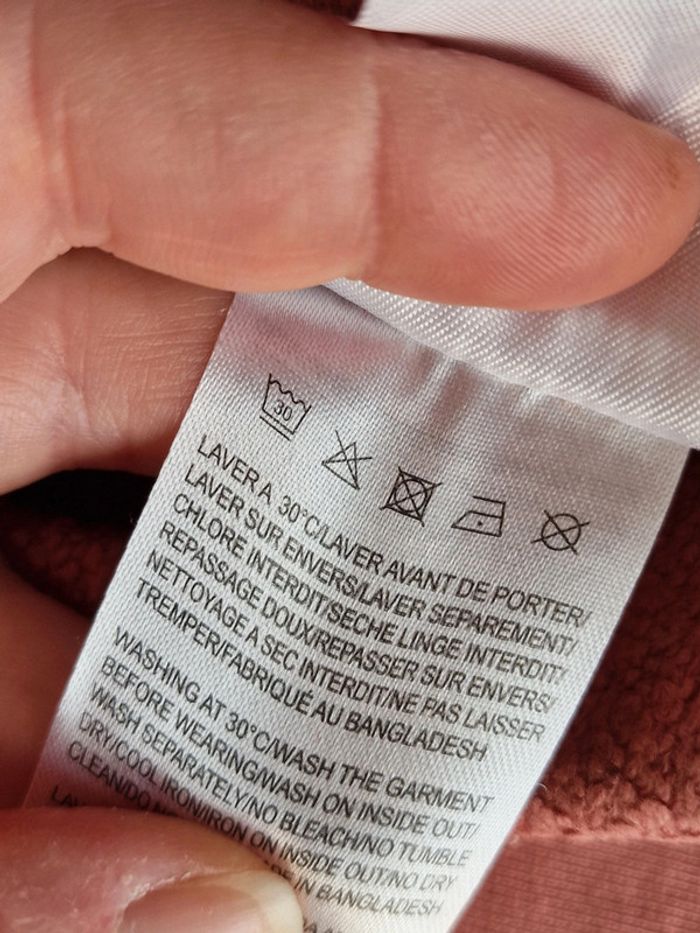 30
LAVER A 30°C/LAVER AVANT DE PORTER/
LAVER SUR ENVERS/LAVER SEPAREMENT/
CHLORE INTERDIT/SECHE LINGE INTERDIT/
REPASSAGE DOUX/REPASSER SUR ENVERS/
NETTOYAGE A SEC INTERDIT/NE PAS LAISSER
TREMPER/FABRIQUÉ AU BANGLADESH
WASHING AT 30°C/WASH THE GARMENT
BEFORE WEARING/WASH ON INSIDE OUT/
WASH SEPARATELY/NO BLEACH/NO TUMBLE
DRY/COOL IRON/IRON ON INSIDE OUT/NO DRY
CLEANDO IN BANGLADESH